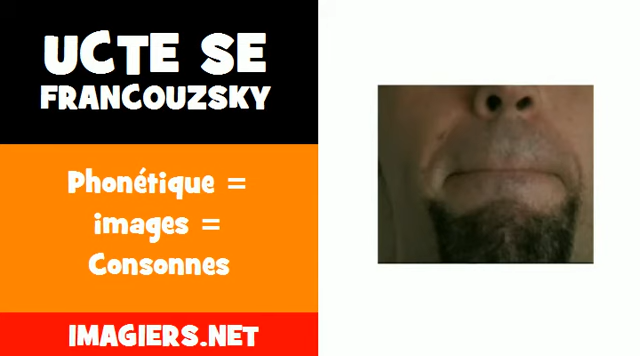 UCTE SE
FRANCOUZSKY
Phonétique =
images =
Consonnes
IMAGIERS.NET